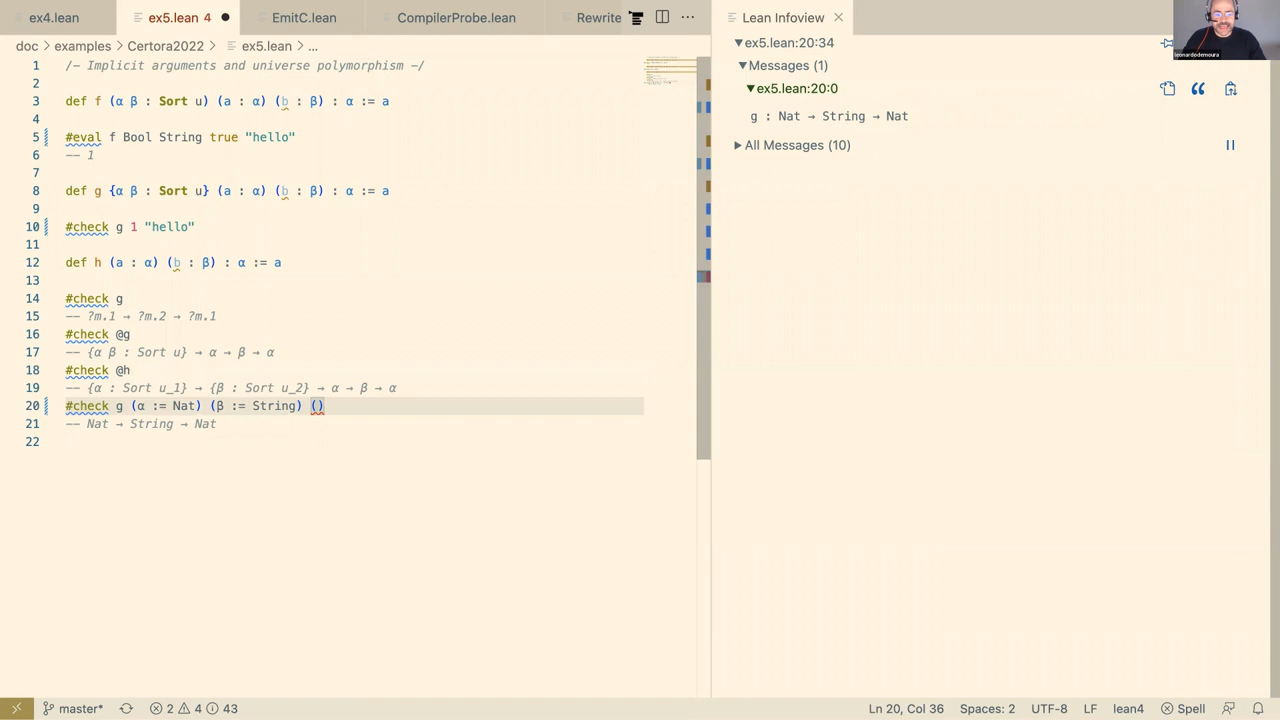 ex4.lean ex5.lean 4 EmitC.lean CompilerProbe.lean Rewrite
doc > examples > Certora2022 > ex5.lean > ...
1 /- Implicit arguments and universe polymorphism -/
2
3 def f (α β : Sort u) (a : α) (b : β) : α := a
4
5 #eval f Bool String true "hello"
6 -- 1
7
8 def g {α β : Sort u} (a : α) (b : β) : α := a
9
10 #check g 1 "hello"
11
12 def h (a : α) (b : β) : α := a
13
14 #check g
15 -- ?m.1 → ?m.2 → ?m.1
16 #check @g
17 -- {α β : Sort u} → α → β → α
18 #check @h
19 -- {α : Sort u_1} → {β : Sort u_2} → α → β → α
20 #check g (α := Nat) (β := String) ()
21 -- Nat → String → Nat
22
Lean Infoview
ex5.lean:20:34
Messages (1)
ex5.lean:20:0
g : Nat → String → Nat
All Messages (10)
leonardodemoura
master* 2 4 43 Ln 20, Col 36 Spaces: 2 UTF-8 LF lean4 Spell